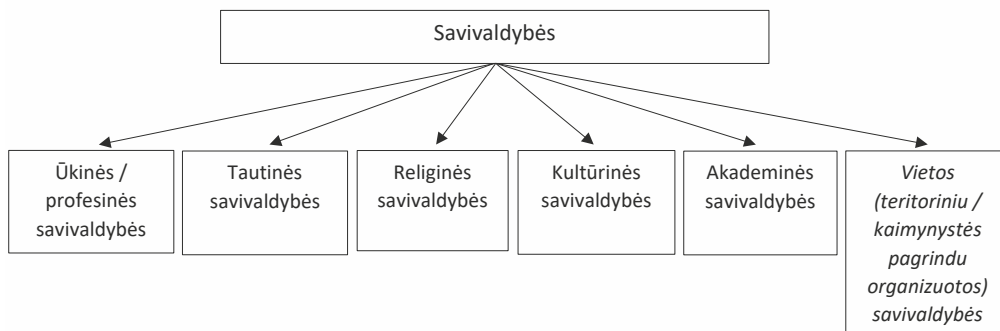 Savivaldybės
Ūkinės /
profesinės
savivaldybės
Tautinės
savivaldybės
Religinės
savivaldybės
Kultūrinės
savivaldybės
Akademinės
savivaldybės
Vietos
(teritoriniu /
kaimynystės
pagrindu
organizuotos)
savivaldybės